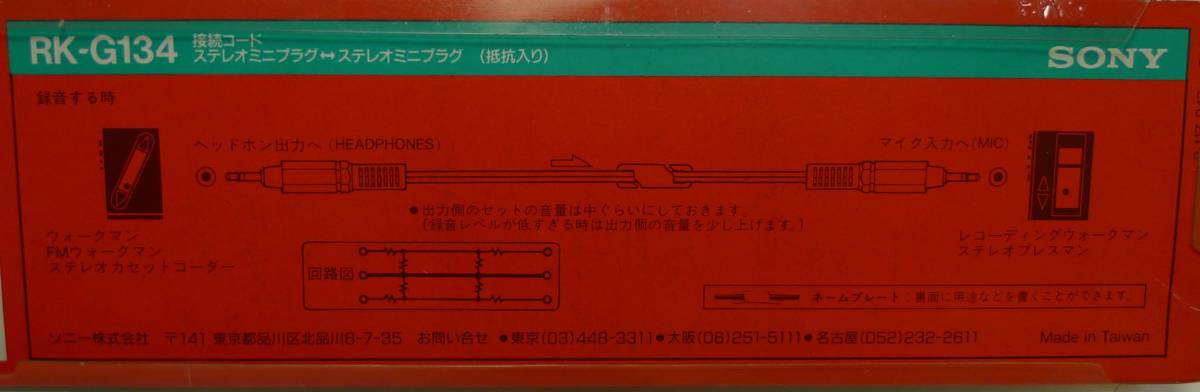 RK-G134 接続コード
ステレオミニプラグ↔ステレオミニプラグ (抵抗入り)
SONY
録音する時
ヘッドホン出力へ(HEADPHONES)
マイク入力へ(MIC)
●出力側のセットの音量は中ぐらいにしておきます。
〔録音レベルが低すぎる時は出力側の音量を少し上げます。〕
ウォークマン
FMウォークマン
ステレオカセットコーダー
レコーディングウォークマン
ステレオプレスマン
回路図
ネームプレート:裏面に用途などを書くことができます。
ソニー株式会社 〒141 東京都品川区北品川6-7-35 お問い合せ ●東京(03)448-3311●大阪(06)251-5111●名古屋(052)232-2611
Made in Taiwan